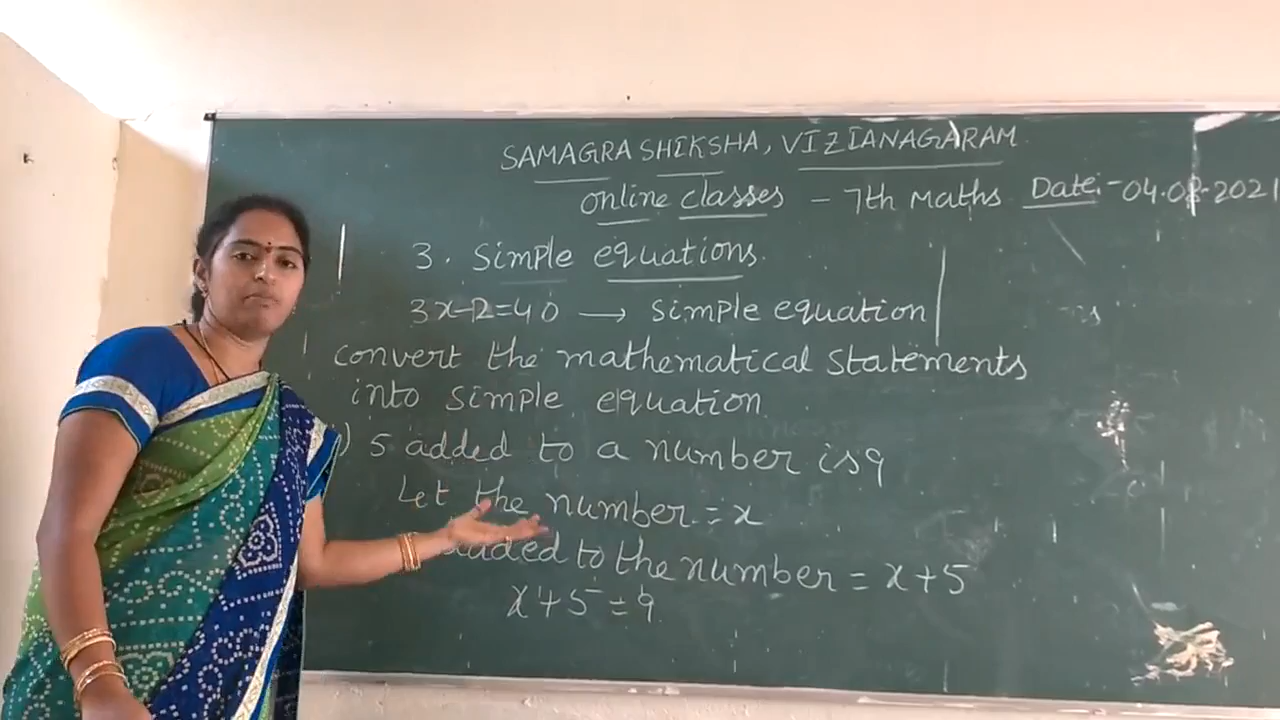 SAMAGRA SHIKSHA, VIZIANAGARAM
online classes - 7th Maths Date:- 04.08.2021
3. Simple equations
3x-12=40 → simple equation
convert the mathematical statements
into simple equation
) 5 added to a number is 9
Let the number = x
added to the number = x+5
x+5=9